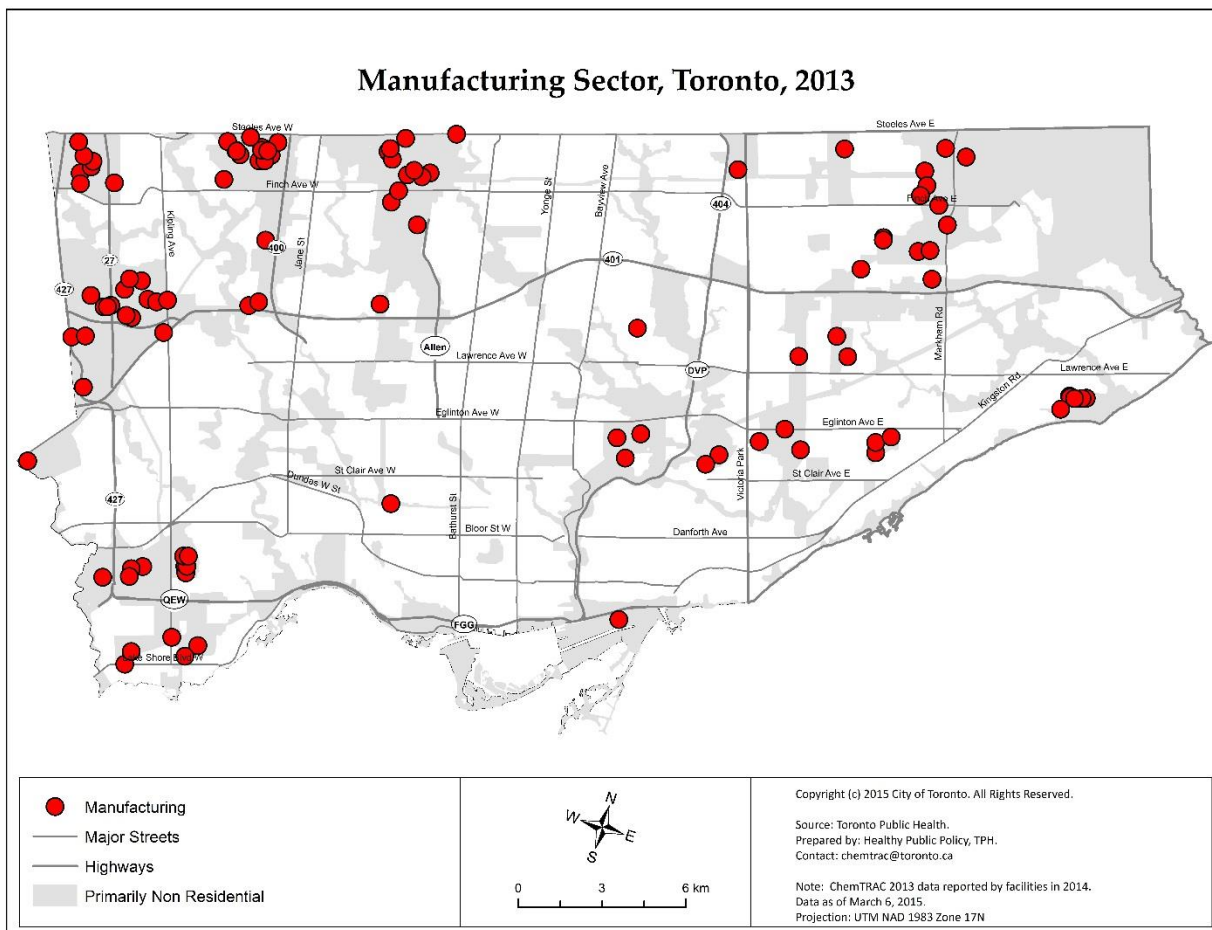 Manufacturing Sector, Toronto, 2013
Steeles Ave W
Steeles Ave E
Finch Ave W
Finch Ave E
Kipling Ave
Jane St
Yonge St
Bayview Ave
404
27
400
401
427
Markham Rd
Allen
Lawrence Ave W
DVP
Lawrence Ave E
Kingston Rd
Eglinton Ave W
Eglinton Ave E
St Clair Ave W
St Clair Ave E
Victoria Park
Dundas W St
427
Bathurst St
Bloor St W
Danforth Ave
QEW
FGG
Lake Shore Blvd W
Manufacturing
Major Streets
Highways
Primarily Non Residential
N
W
E
S
0 3 6 km
Copyright (c) 2015 City of Toronto. All Rights Reserved.
Source: Toronto Public Health.
Prepared by: Healthy Public Policy, TPH.
Contact: chemtrac@toronto.ca
Note: ChemTRAC 2013 data reported by facilities in 2014.
Data as of March 6, 2015.
Projection: UTM NAD 1983 Zone 17N